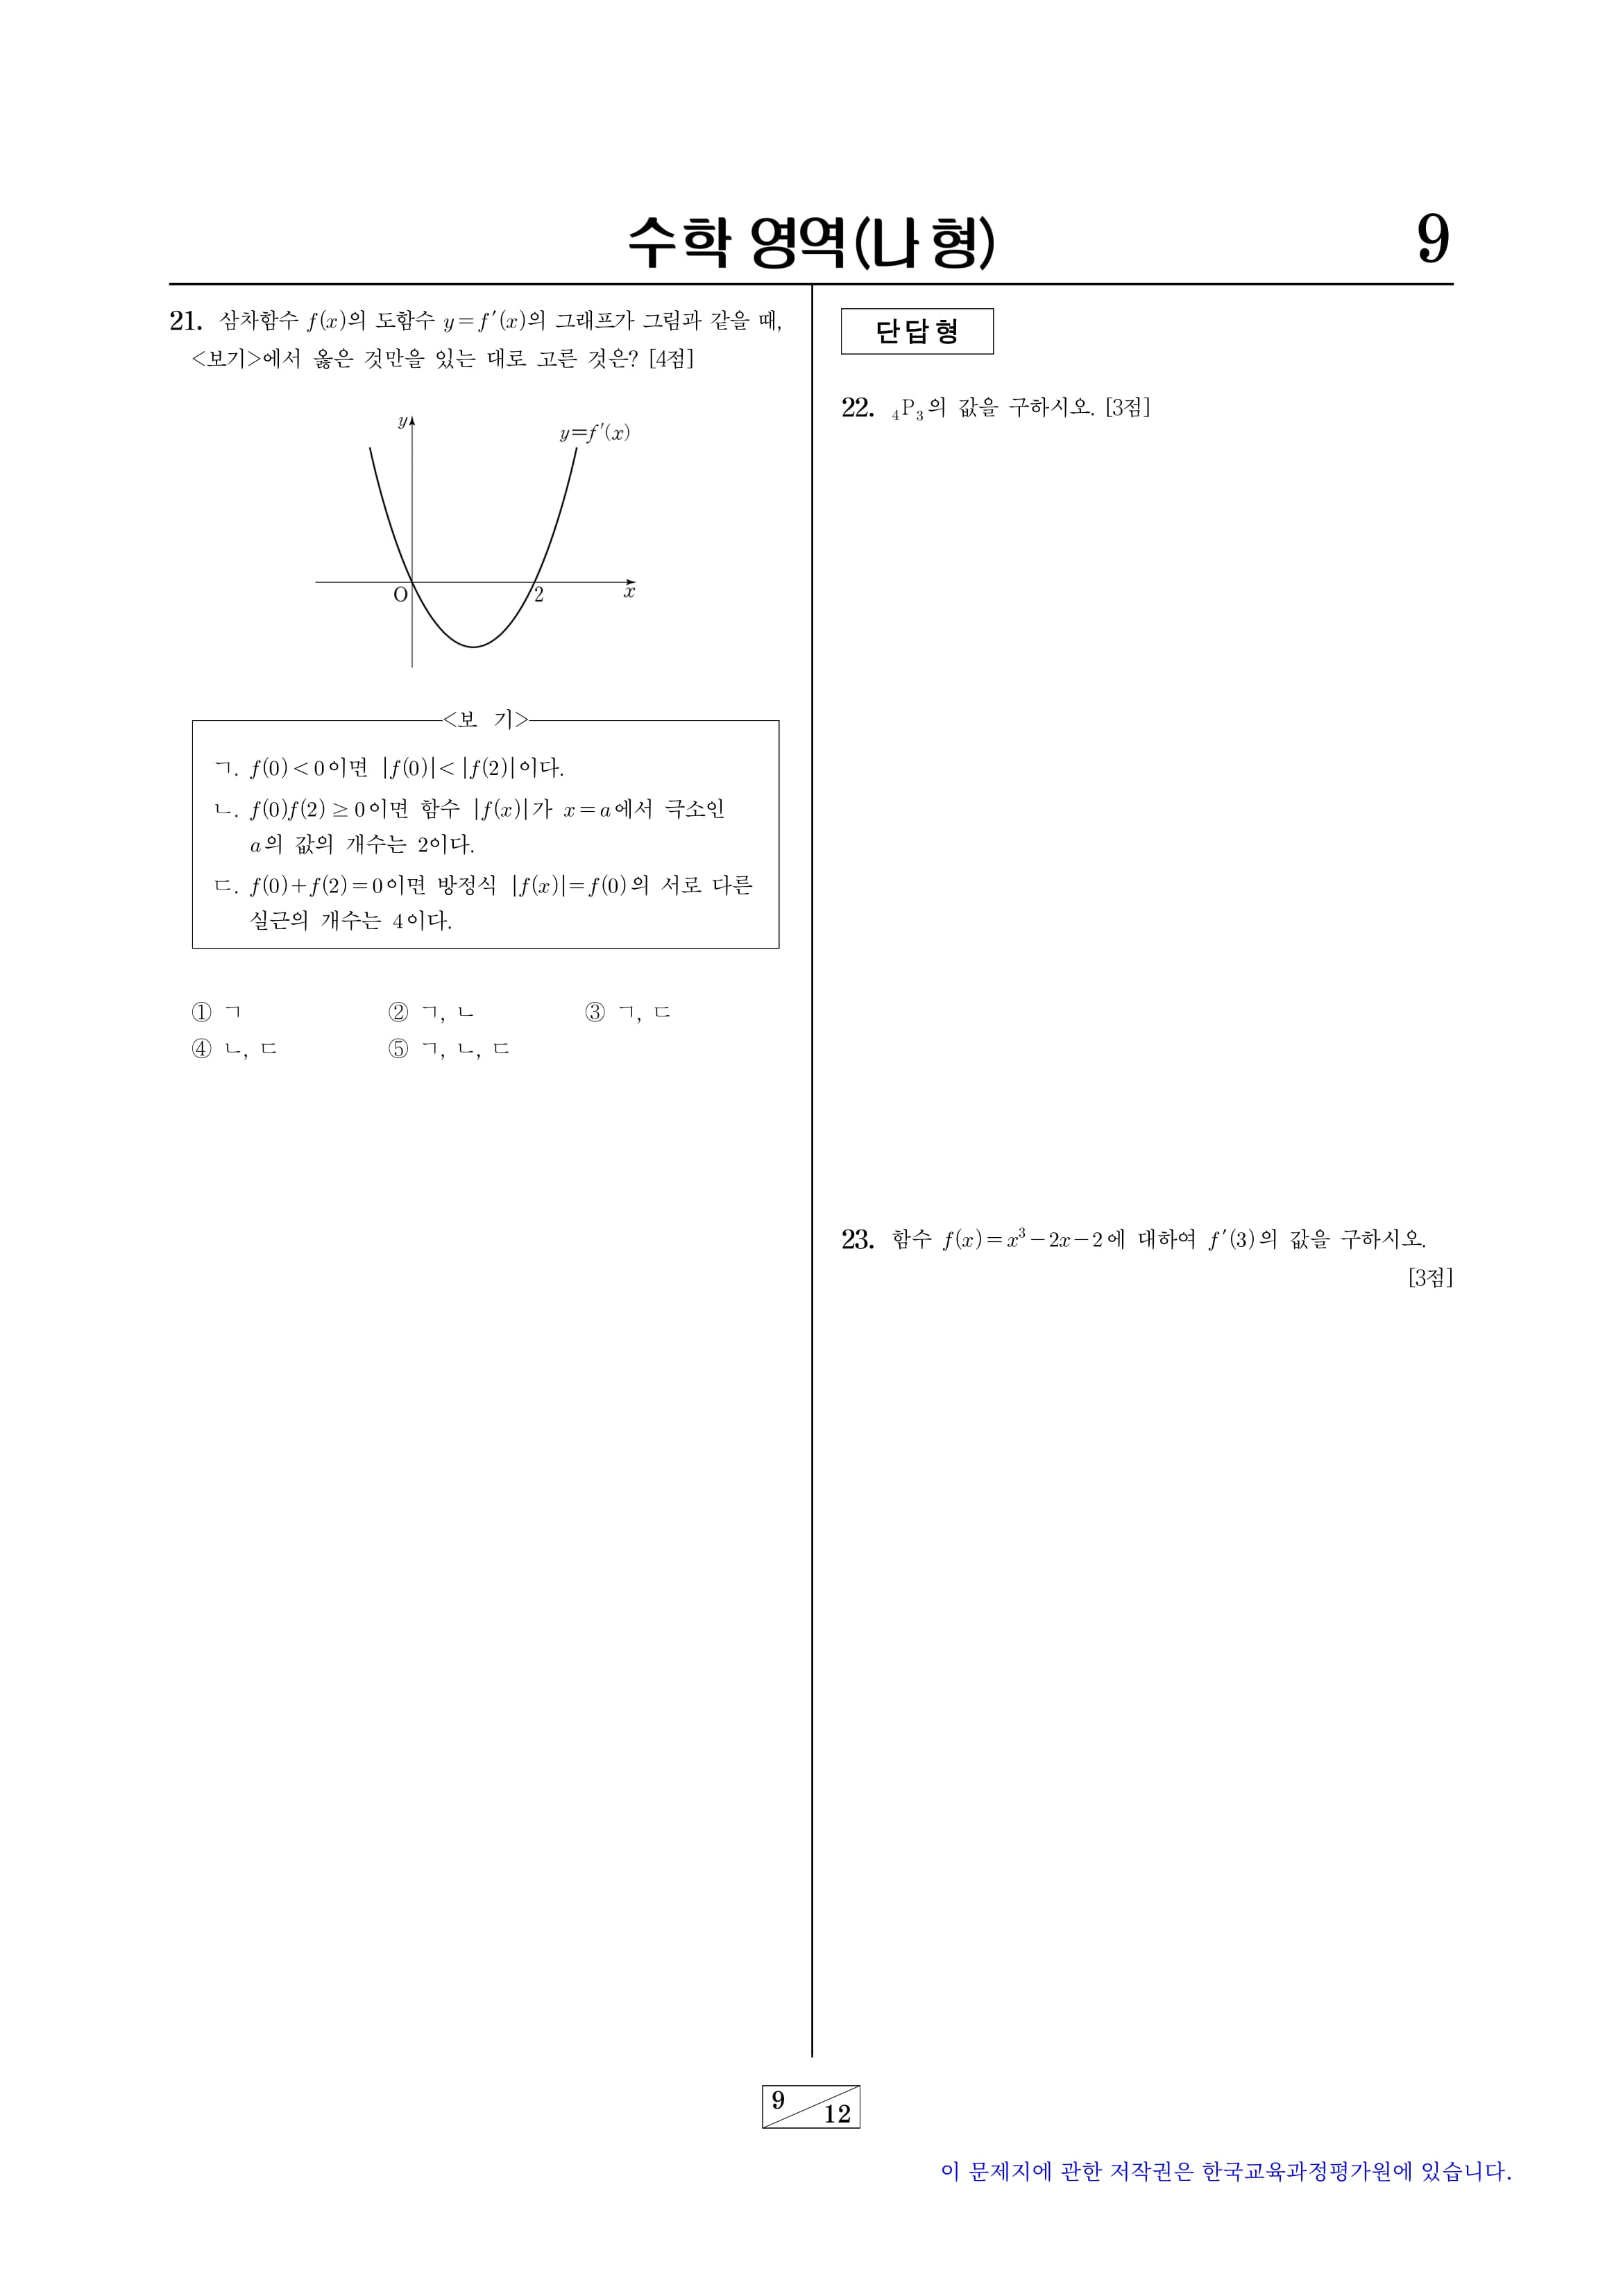 수학 영역(나형)
9
21. 삼차함수 f(x)의 도함수 y=f′(x)의 그래프가 그림과 같을 때,
<보기>에서 옳은 것만을 있는 대로 고른 것은? [4점]
y
y=f′(x)
O
2
x
<보 기>
ㄱ. f(0)<0이면 |f(0)|<|f(2)|이다.
ㄴ. f(0)f(2)≥0이면 함수 |f(x)|가 x=a에서 극소인
a의 값의 개수는 2이다.
ㄷ. f(0)+f(2)=0이면 방정식 |f(x)|=f(0)의 서로 다른
실근의 개수는 4이다.
① ㄱ ② ㄱ, ㄴ ③ ㄱ, ㄷ
④ ㄴ, ㄷ ⑤ ㄱ, ㄴ, ㄷ
단답형
22. ₄P₃의 값을 구하시오. [3점]
23. 함수 f(x)=x³-2x-2에 대하여 f′(3)의 값을 구하시오.
[3점]
9
12
이 문제지에 관한 저작권은 한국교육과정평가원에 있습니다.